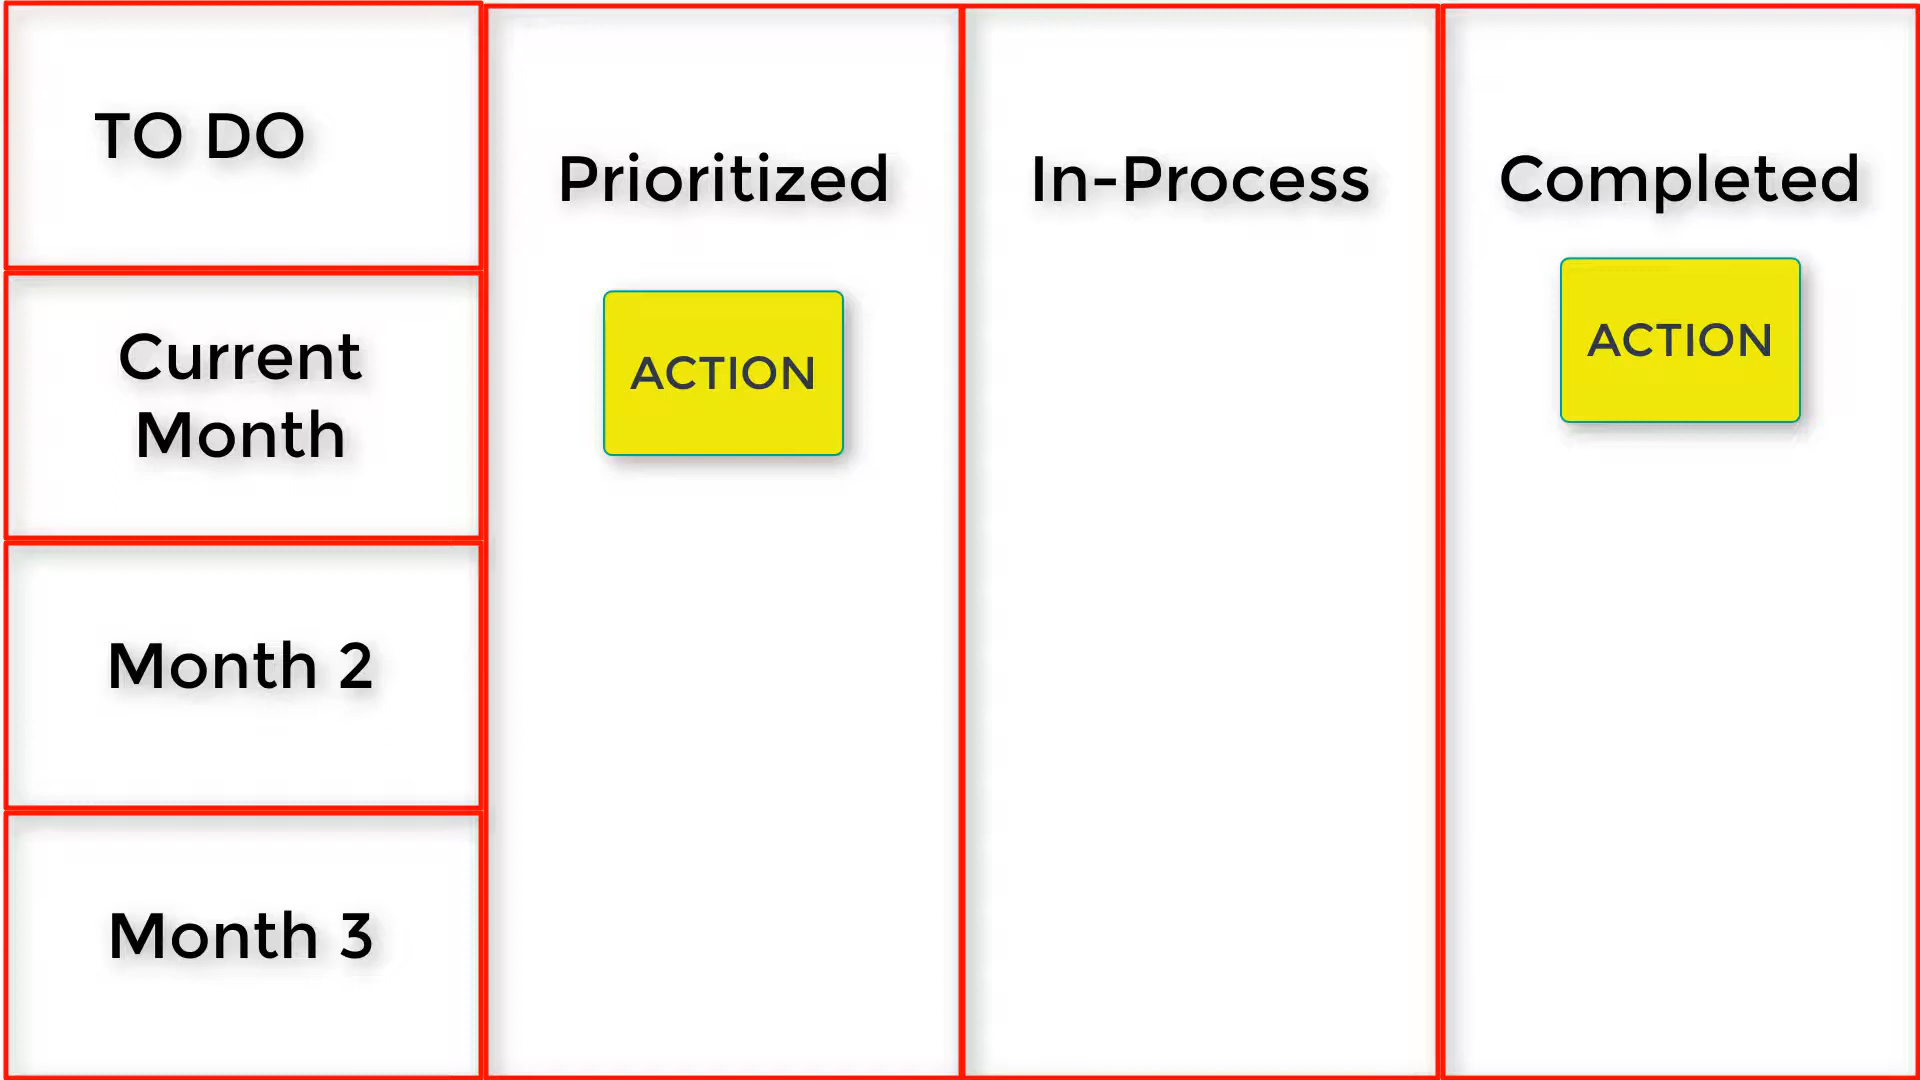 TO DO
Current
Month
Month 2
Month 3
Prioritized
ACTION
In-Process
Completed
ACTION